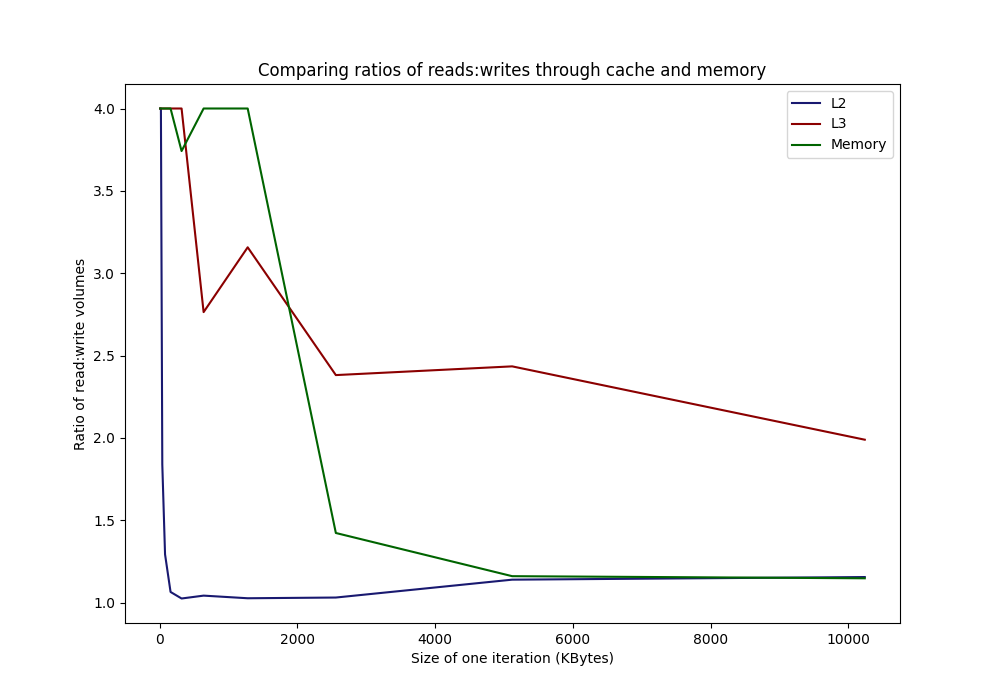 Comparing ratios of reads:writes through cache and memory
L2
L3
Memory
Ratio of read:write volumes
4.0
3.5
3.0
2.5
2.0
1.5
1.0
0
2000
4000
6000
8000
10000
Size of one iteration (KBytes)